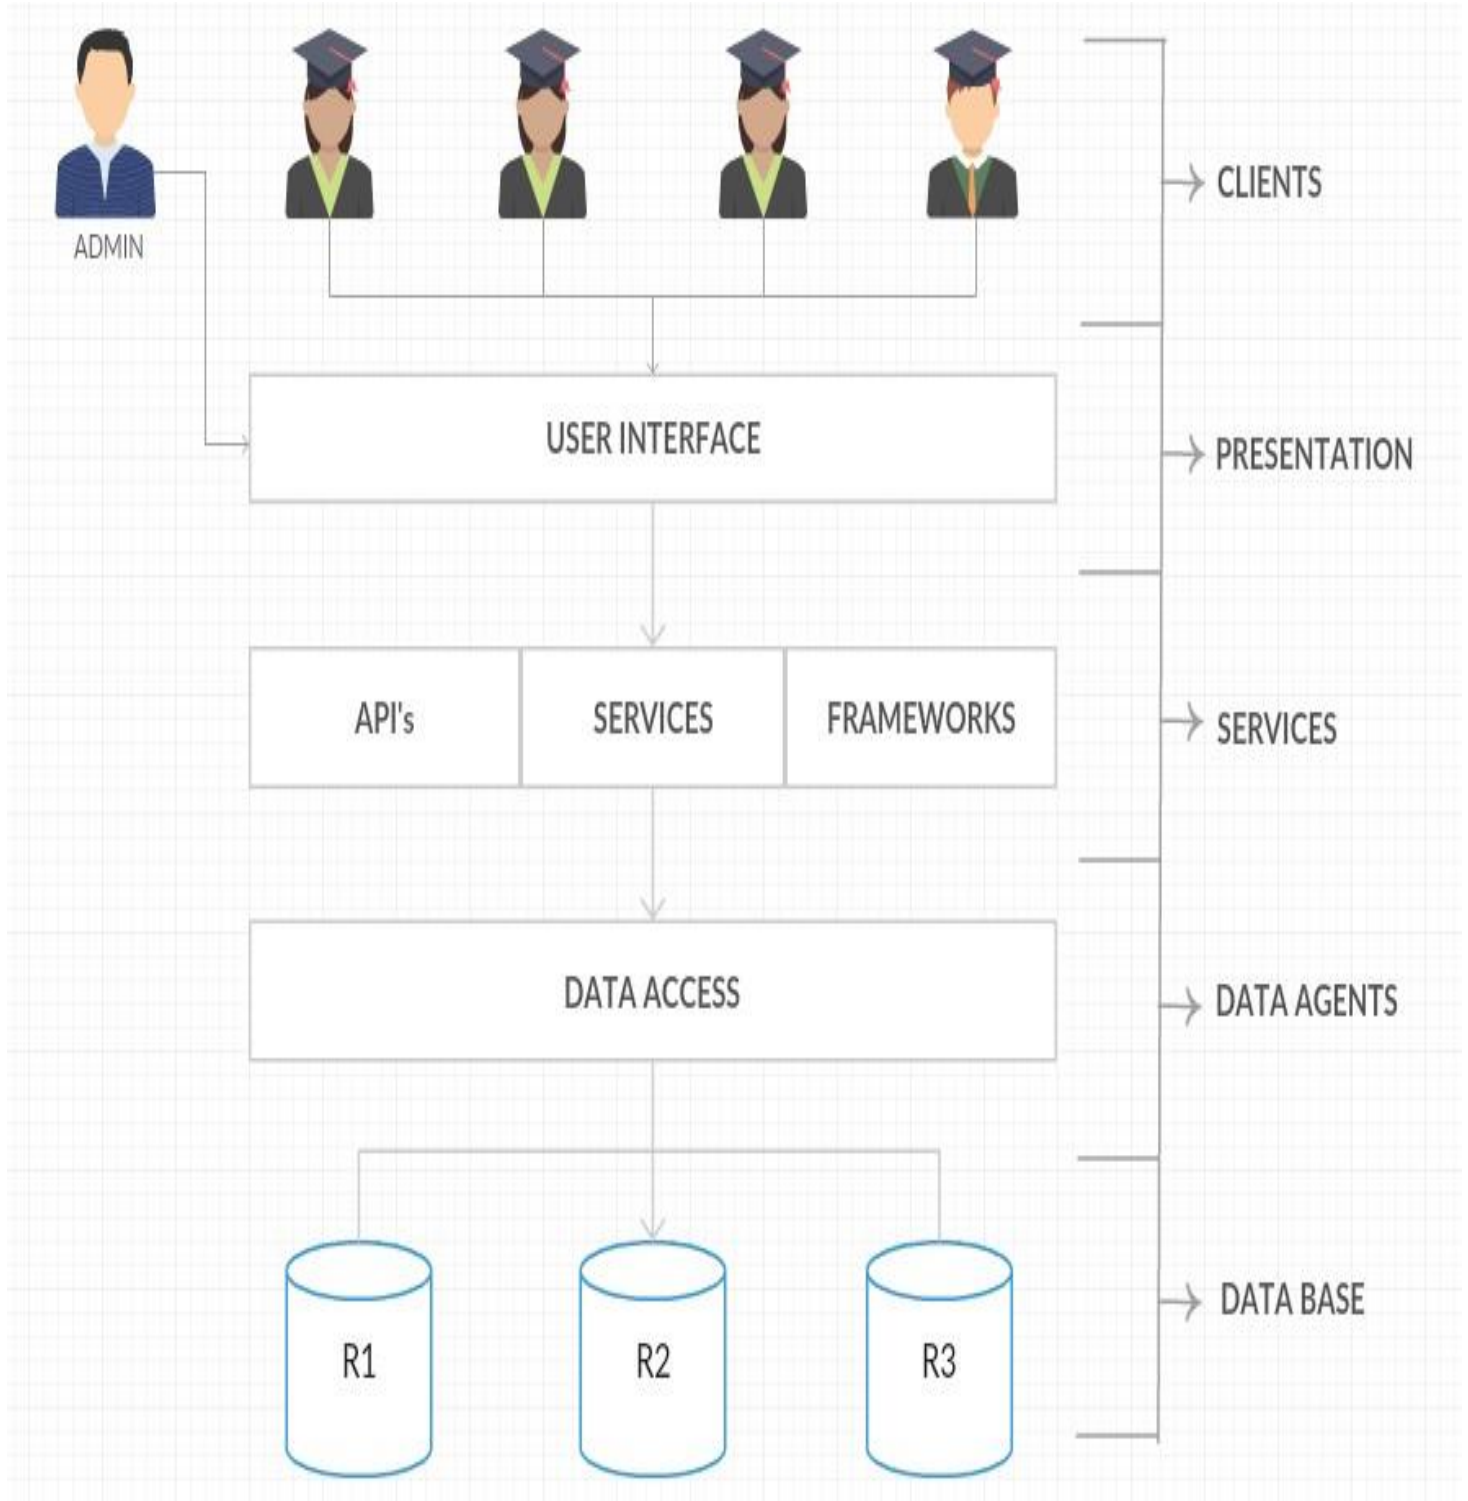 ADMIN
CLIENTS
USER INTERFACE
PRESENTATION
API's
SERVICES
FRAMEWORKS
SERVICES
DATA ACCESS
DATA AGENTS
R1
R2
R3
DATA BASE